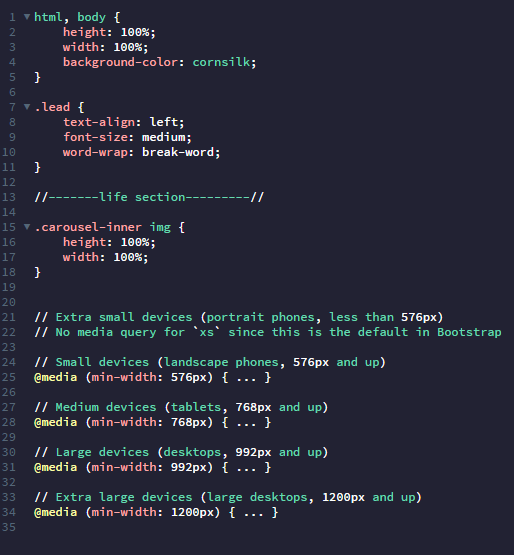 1 html, body {
2 height: 100%;
3 width: 100%;
4 background-color: cornsilk;
5 }
6
7 .lead {
8 text-align: left;
9 font-size: medium;
10 word-wrap: break-word;
11 }
12
13 //-------life section---------//
14
15 .carousel-inner img {
16 height: 100%;
17 width: 100%;
18 }
19
20
21 // Extra small devices (portrait phones, less than 576px)
22 // No media query for `xs` since this is the default in Bootstrap
23
24 // Small devices (landscape phones, 576px and up)
25 @media (min-width: 576px) { ... }
26
27 // Medium devices (tablets, 768px and up)
28 @media (min-width: 768px) { ... }
29
30 // Large devices (desktops, 992px and up)
31 @media (min-width: 992px) { ... }
32
33 // Extra large devices (large desktops, 1200px and up)
34 @media (min-width: 1200px) { ... }
35